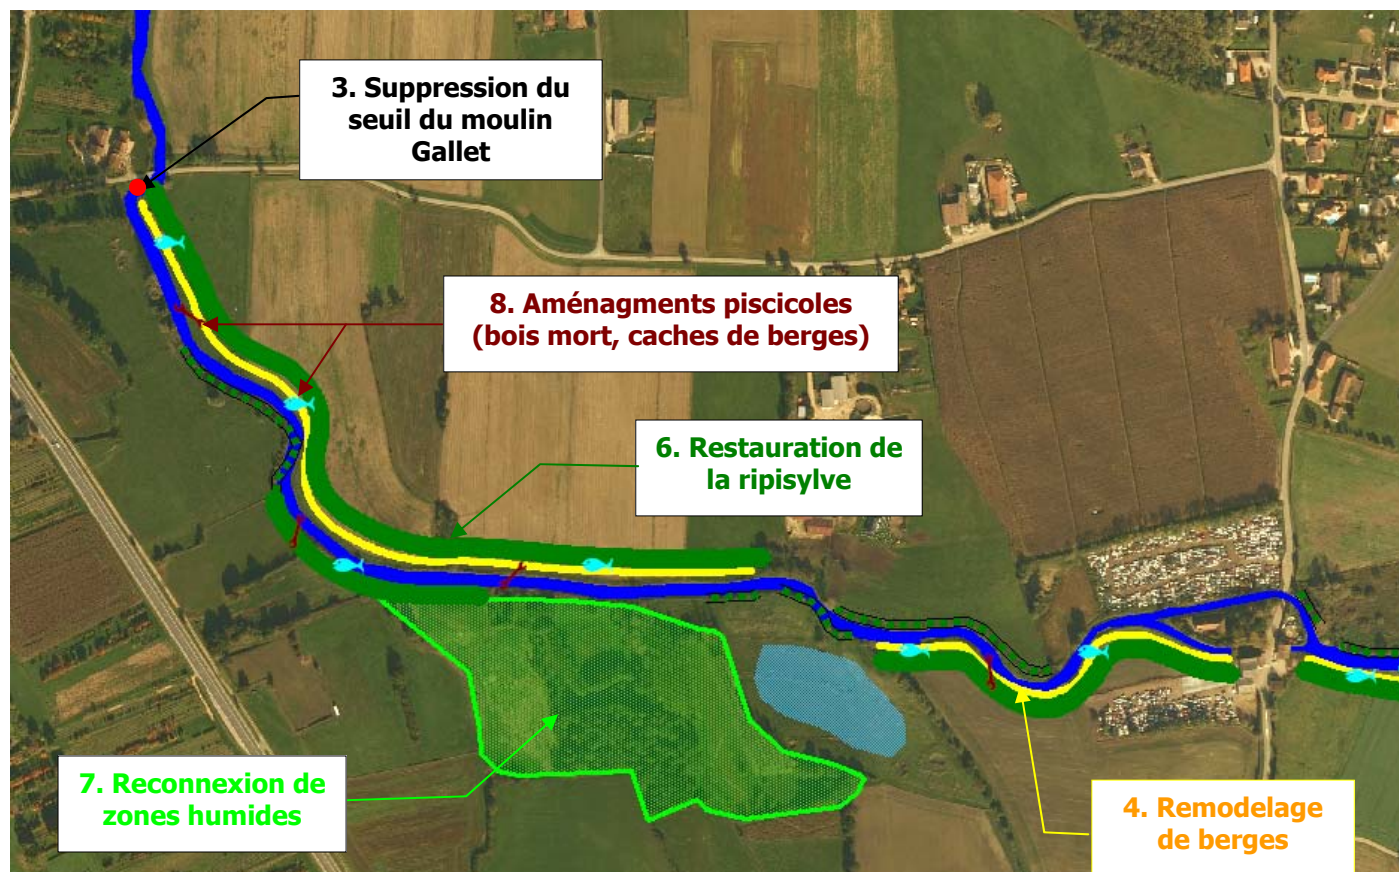 3. Suppression du
seuil du moulin
Gallet
8. Aménagments piscicoles
(bois mort, caches de berges)
6. Restauration de
la ripisylve
7. Reconnexion de
zones humides
4. Remodelage
de berges